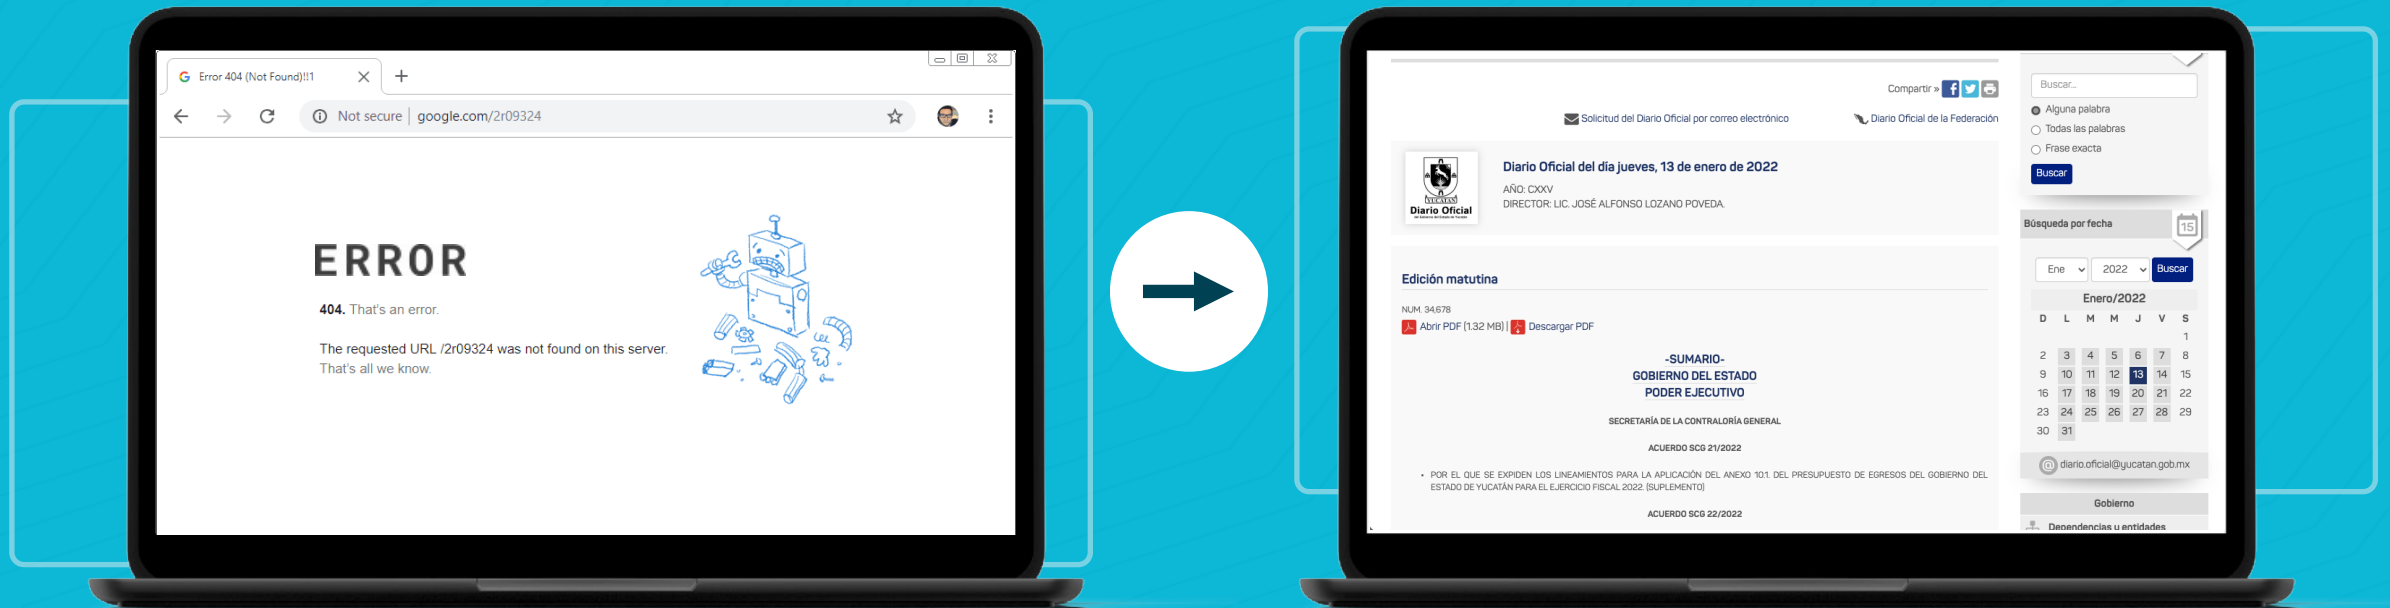 Error 404 (Not Found)!!1
Not secure | google.com/2r09324
ERROR
404. That's an error.
The requested URL /2r09324 was not found on this server.
That's all we know.
Compartir »
Solicitud del Diario Oficial por correo electrónico
Diario Oficial de la Federación
YUCATÁN
Diario Oficial
Diario Oficial del día jueves, 13 de enero de 2022
AÑO: CXXV
DIRECTOR: LIC. JOSÉ ALFONSO LOZANO POVEDA.
Edición matutina
NUM. 34,678
Abrir PDF (1.32 MB) | Descargar PDF
-SUMARIO-
GOBIERNO DEL ESTADO
PODER EJECUTIVO
SECRETARÍA DE LA CONTRALORÍA GENERAL
ACUERDO SCG 21/2022
• POR EL QUE SE EXPIDEN LOS LINEAMIENTOS PARA LA APLICACIÓN DEL ANEXO 10.1. DEL PRESUPUESTO DE EGRESOS DEL GOBIERNO DEL
ESTADO DE YUCATÁN PARA EL EJERCICIO FISCAL 2022. (SUPLEMENTO)
ACUERDO SCG 22/2022
Buscar...
Alguna palabra
Todas las palabras
Frase exacta
Buscar
Búsqueda por fecha
15
Ene 2022 Buscar
Enero/2022
D L M M J V S
1
2 3 4 5 6 7 8
9 10 11 12 13 14 15
16 17 18 19 20 21 22
23 24 25 26 27 28 29
30 31
diario.oficial@yucatan.gob.mx
Gobierno
Dependencias y entidades